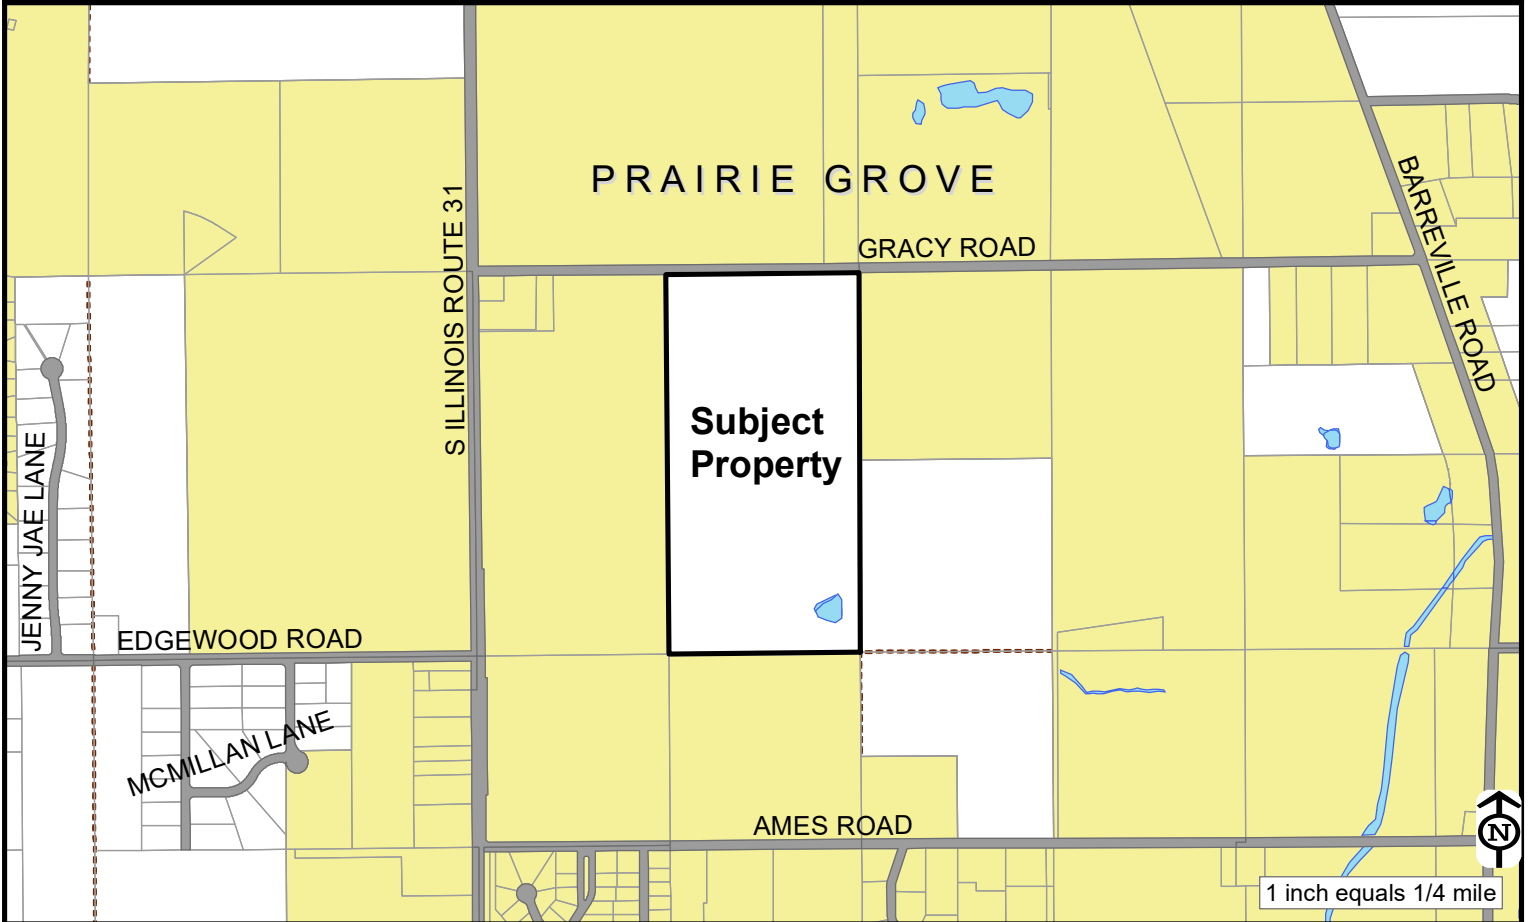 PRAIRIE GROVE
GRACY ROAD
BARREVILLE ROAD
S ILLINOIS ROUTE 31
Subject
Property
JENNY JAE LANE
EDGEWOOD ROAD
MCMILLAN LANE
AMES ROAD
N
1 inch equals 1/4 mile